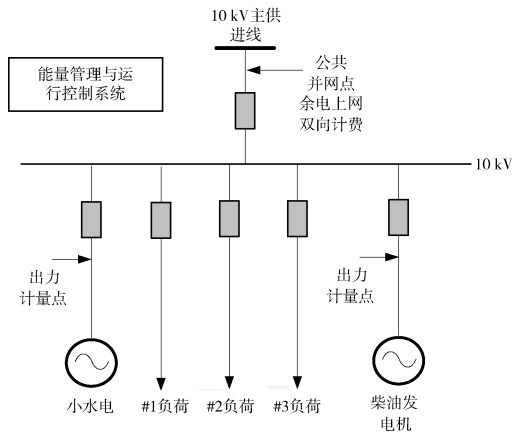 10 kV主供
进线
能量管理与运
行控制系统
公共
并网点
余电上网
双向计费
10 kV
出力
计量点
出力
计量点
小水电
#1负荷
#2负荷
#3负荷
柴油发
电机